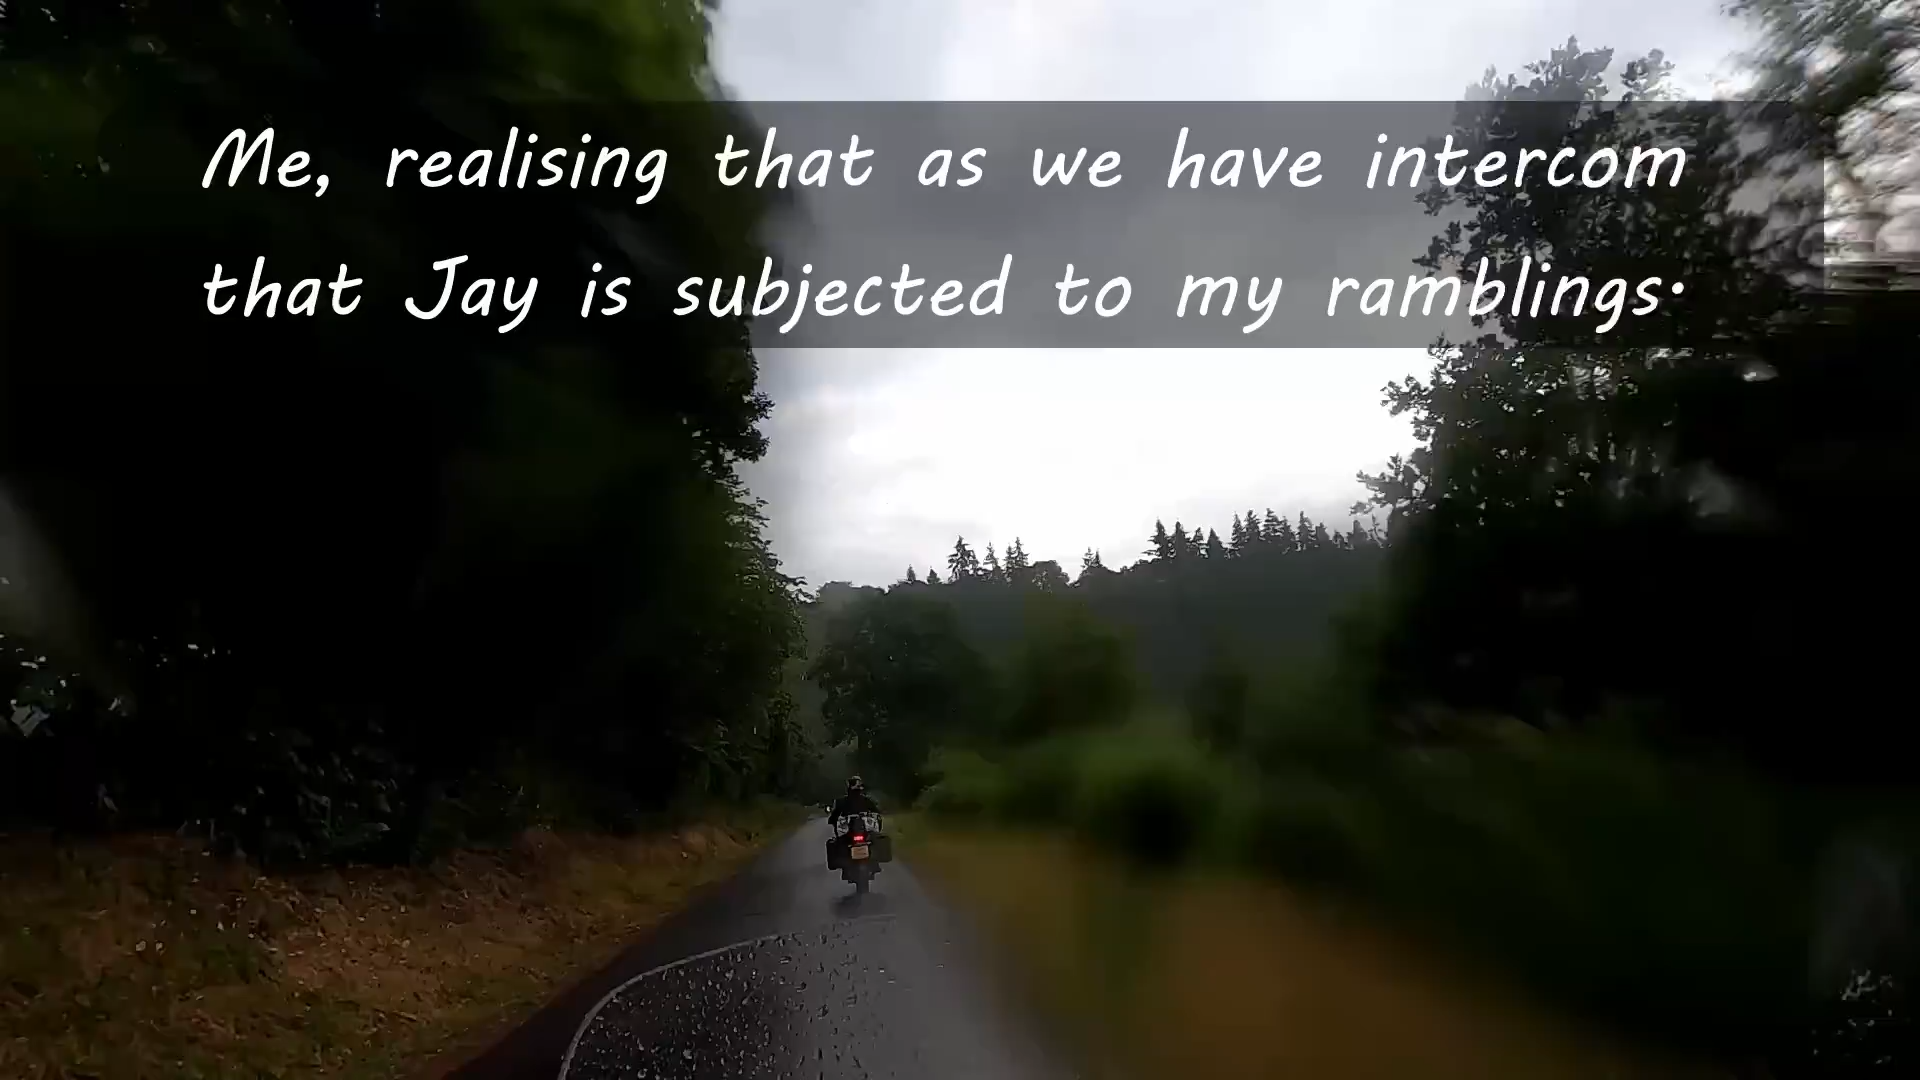 Me, realising that as we have intercom
that Jay is subjected to my ramblings.